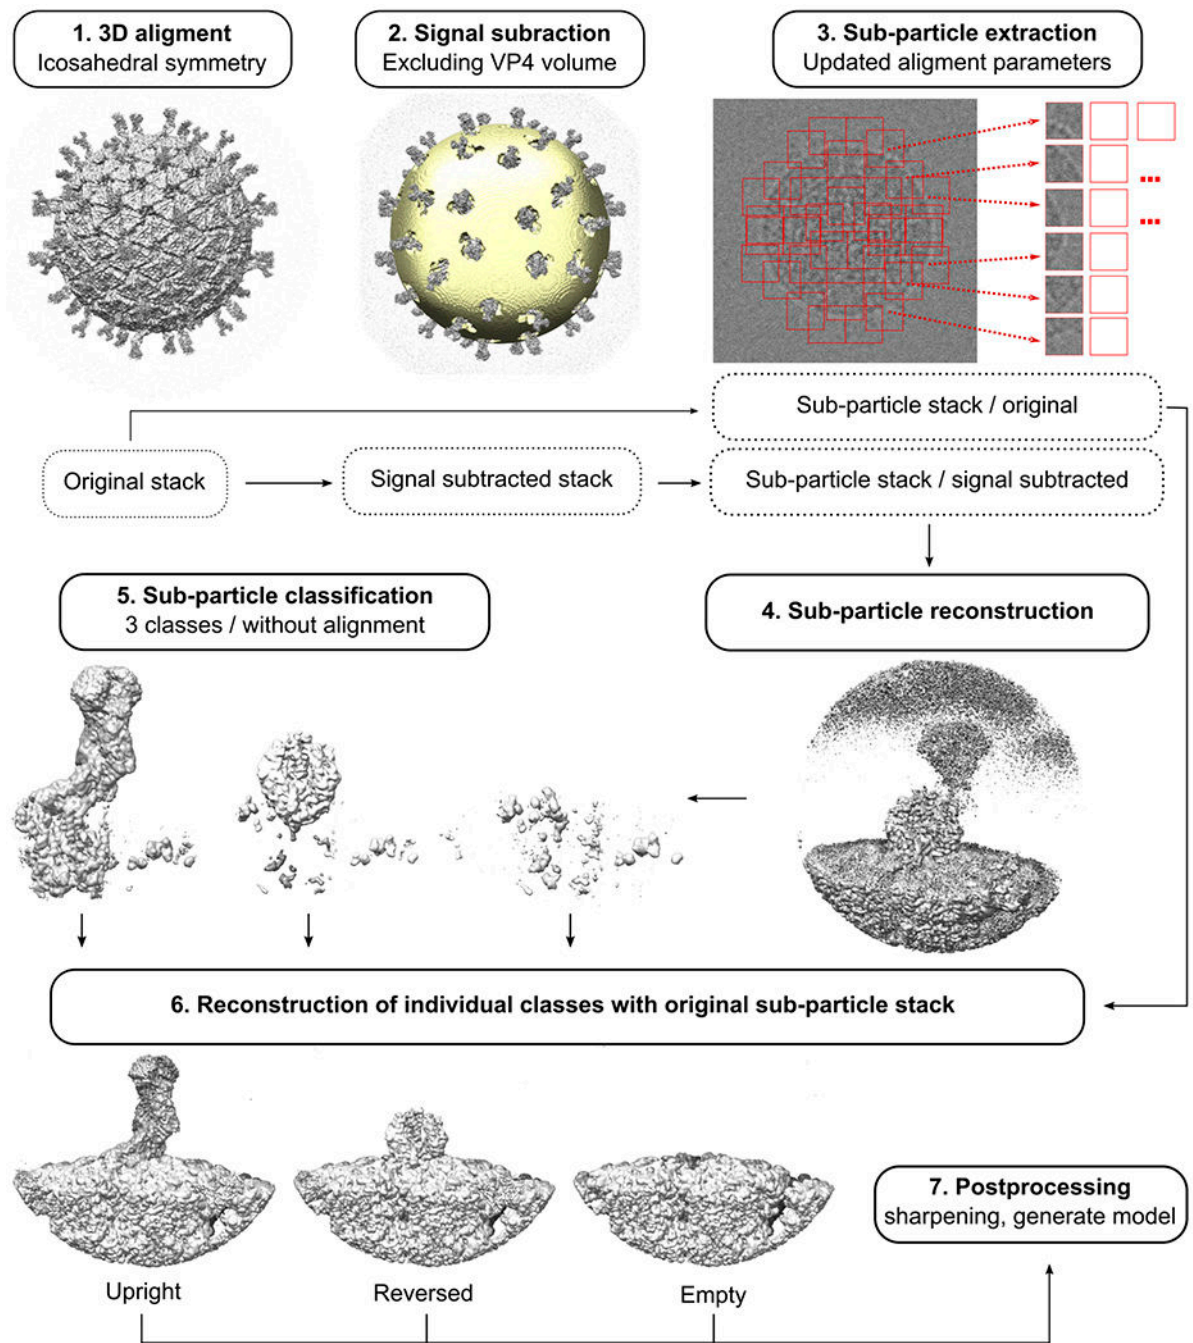 1. 3D aligment
Icosahedral symmetry
2. Signal subraction
Excluding VP4 volume
3. Sub-particle extraction
Updated aligment parameters
...
...
Sub-particle stack / original
Original stack
Signal subtracted stack
Sub-particle stack / signal subtracted
5. Sub-particle classification
3 classes / without alignment
4. Sub-particle reconstruction
6. Reconstruction of individual classes with original sub-particle stack
Upright
Reversed
Empty
7. Postprocessing
sharpening, generate model